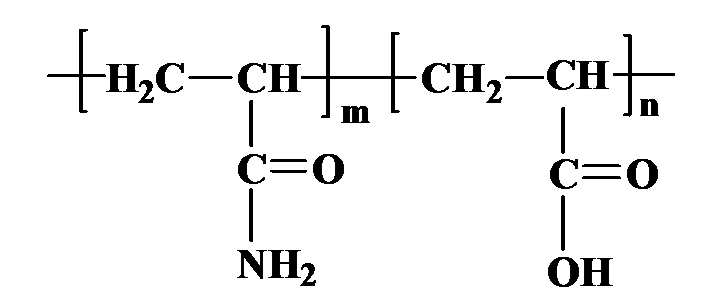 [H₂C—CH]ₘ[CH₂—CH]ₙ
C=O C=O
NH₂ OH